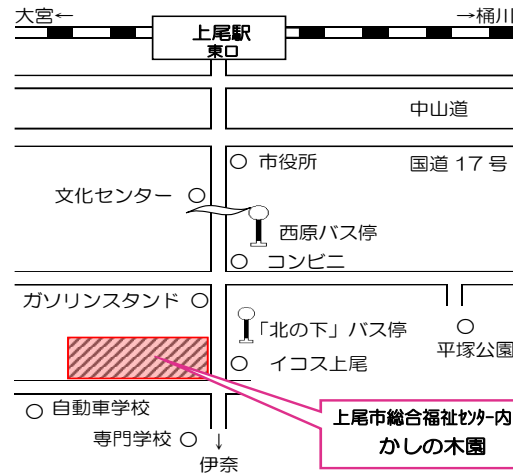 大宮←
→桶川
上尾駅
東口
中山道
市役所
国道 17 号
文化センター
西原バス停
コンビニ
ガソリンスタンド
「北の下」バス停
平塚公園
イコス上尾
自動車学校
専門学校
↓
伊奈
上尾市総合福祉センター内
かしの木園